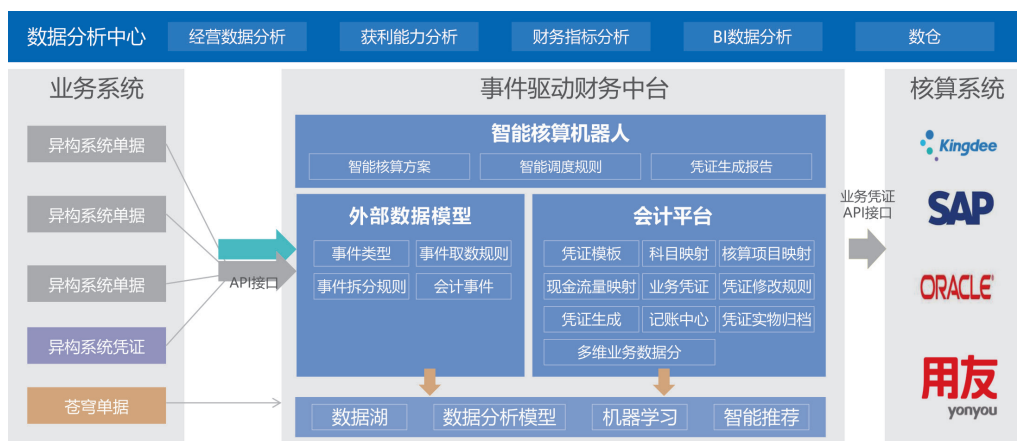 数据分析中心
经营数据分析
获利能力分析
财务指标分析
BI数据分析
数仓
业务系统
异构系统单据
异构系统单据
异构系统单据
异构系统凭证
苍穹单据
API接口
事件驱动财务中台
智能核算机器人
智能核算方案
智能调度规则
凭证生成报告
外部数据模型
事件类型
事件取数规则
事件拆分规则
会计事件
会计平台
凭证模板
科目映射
核算项目映射
现金流量映射
业务凭证
凭证修改规则
凭证生成
记账中心
凭证实物归档
多维业务数据分
数据湖
数据分析模型
机器学习
智能推荐
业务凭证
API接口
核算系统
Kingdee
SAP
ORACLE
用友
yonyou